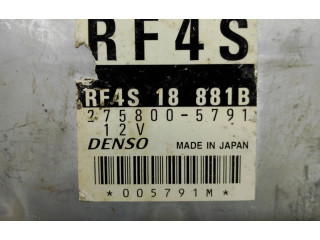 RF4S
RF4S 18 881B
275800-5791
12V
DENSO MADE IN JAPAN
*005791M*